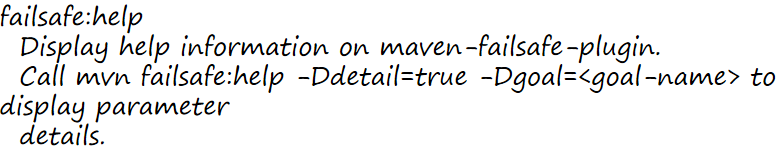 failsafe:help
Display help information on maven-failsafe-plugin.
Call mvn failsafe:help -Ddetail=true -Dgoal=<goal-name> to
display parameter
details.